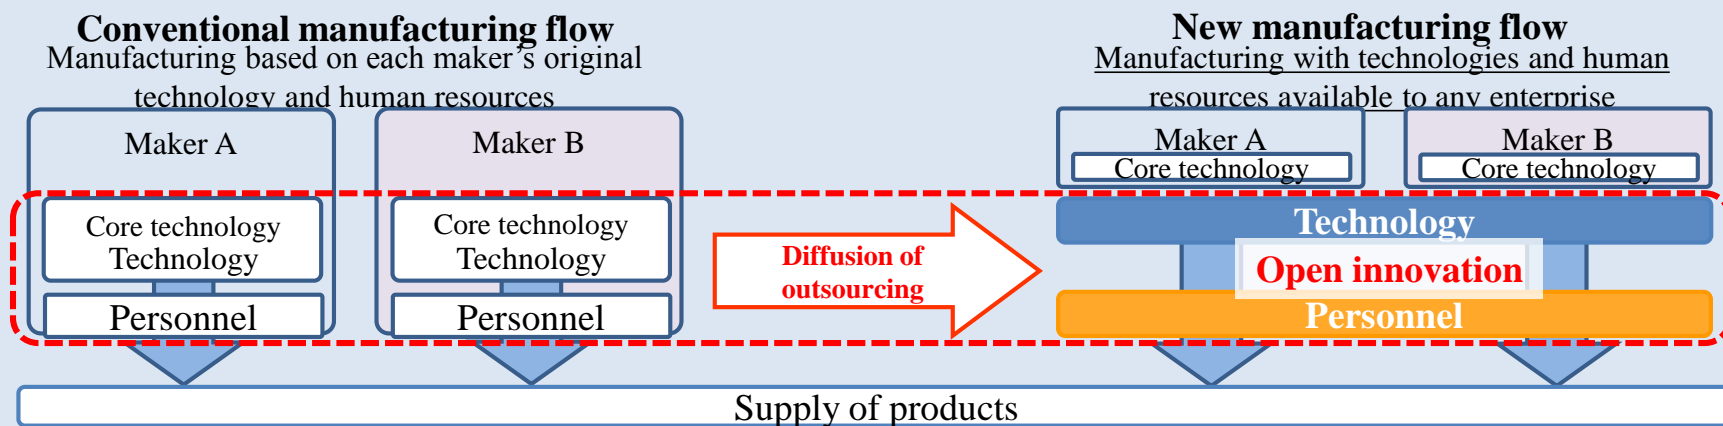 Conventional manufacturing flow
Manufacturing based on each maker's original
technology and human resources
Maker A
Core technology
Technology
Personnel
Maker B
Core technology
Technology
Personnel
Diffusion of
outsourcing
New manufacturing flow
Manufacturing with technologies and human
resources available to any enterprise
Maker A
Core technology
Maker B
Core technology
Technology
Open innovation
Personnel
Supply of products